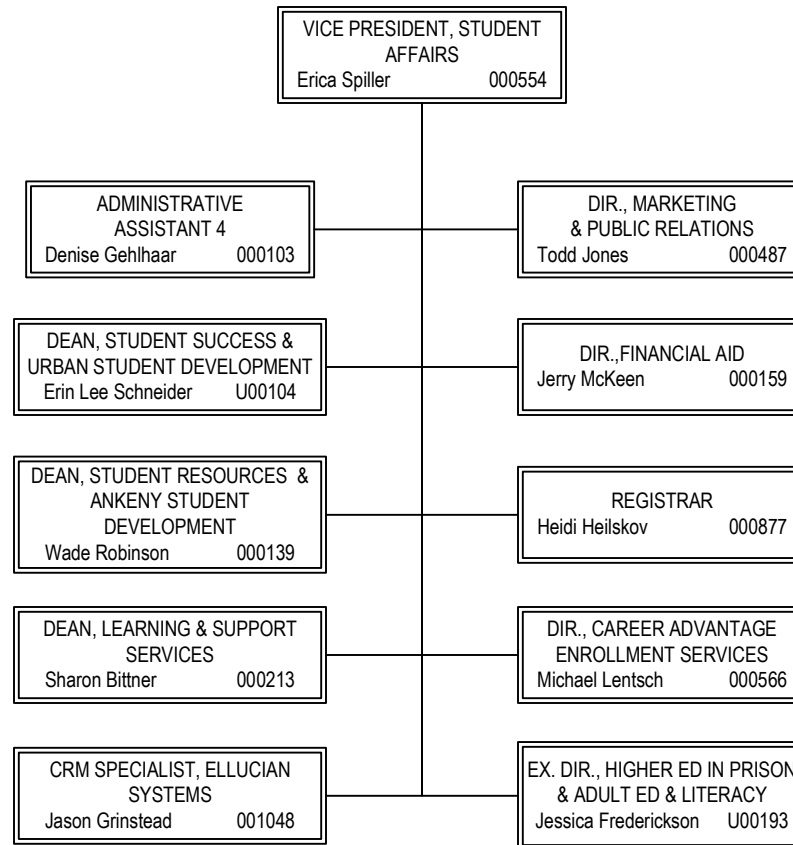 VICE PRESIDENT, STUDENT
AFFAIRS
Erica Spiller 000554
ADMINISTRATIVE
ASSISTANT 4
Denise Gehlhaar 000103
DIR., MARKETING
& PUBLIC RELATIONS
Todd Jones 000487
DEAN, STUDENT SUCCESS &
URBAN STUDENT DEVELOPMENT
Erin Lee Schneider U00104
DIR.,FINANCIAL AID
Jerry McKeen 000159
DEAN, STUDENT RESOURCES &
ANKENY STUDENT
DEVELOPMENT
Wade Robinson 000139
REGISTRAR
Heidi Heilskov 000877
DEAN, LEARNING & SUPPORT
SERVICES
Sharon Bittner 000213
DIR., CAREER ADVANTAGE
ENROLLMENT SERVICES
Michael Lentsch 000566
CRM SPECIALIST, ELLUCIAN
SYSTEMS
Jason Grinstead 001048
EX. DIR., HIGHER ED IN PRISON
& ADULT ED & LITERACY
Jessica Frederickson U00193